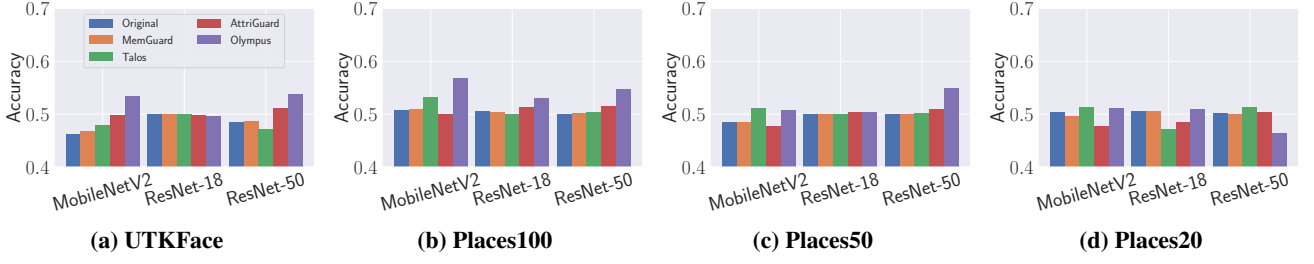 0.7
0.6
0.5
0.4
Accuracy
Original
MemGuard
Talos
AttriGuard
Olympus
MobileNetV2
ResNet-18
ResNet-50
(a) UTKFace
0.7
0.6
0.5
0.4
Accuracy
MobileNetV2
ResNet-18
ResNet-50
(b) Places100
0.7
0.6
0.5
0.4
Accuracy
MobileNetV2
ResNet-18
ResNet-50
(c) Places50
0.7
0.6
0.5
0.4
Accuracy
MobileNetV2
ResNet-18
ResNet-50
(d) Places20